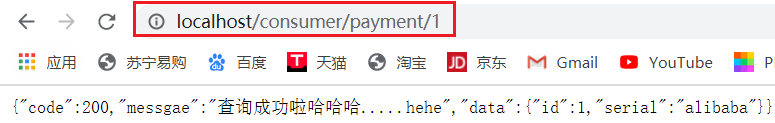 localhost/consumer/payment/1
应用 苏宁易购 百度 T 天猫 淘宝 JD 京东 Gmail YouTube
{"code":200,"messgae":"查询成功啦哈哈哈.....hehe","data":{"id":1,"serial":"alibaba"}}